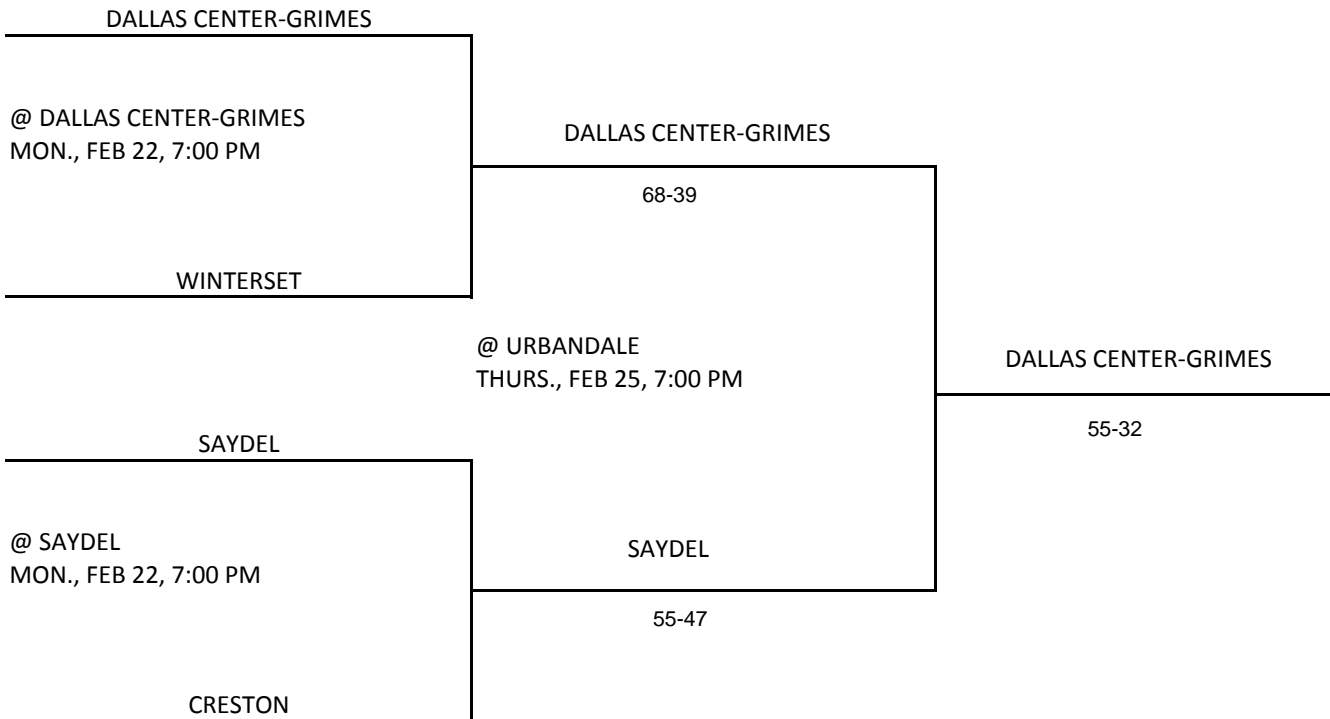 DALLAS CENTER-GRIMES
@ DALLAS CENTER-GRIMES
MON., FEB 22, 7:00 PM
DALLAS CENTER-GRIMES
68-39
WINTERSET
@ URBANDALE
THURS., FEB 25, 7:00 PM
DALLAS CENTER-GRIMES
55-32
SAYDEL
@ SAYDEL
MON., FEB 22, 7:00 PM
SAYDEL
55-47
CRESTON